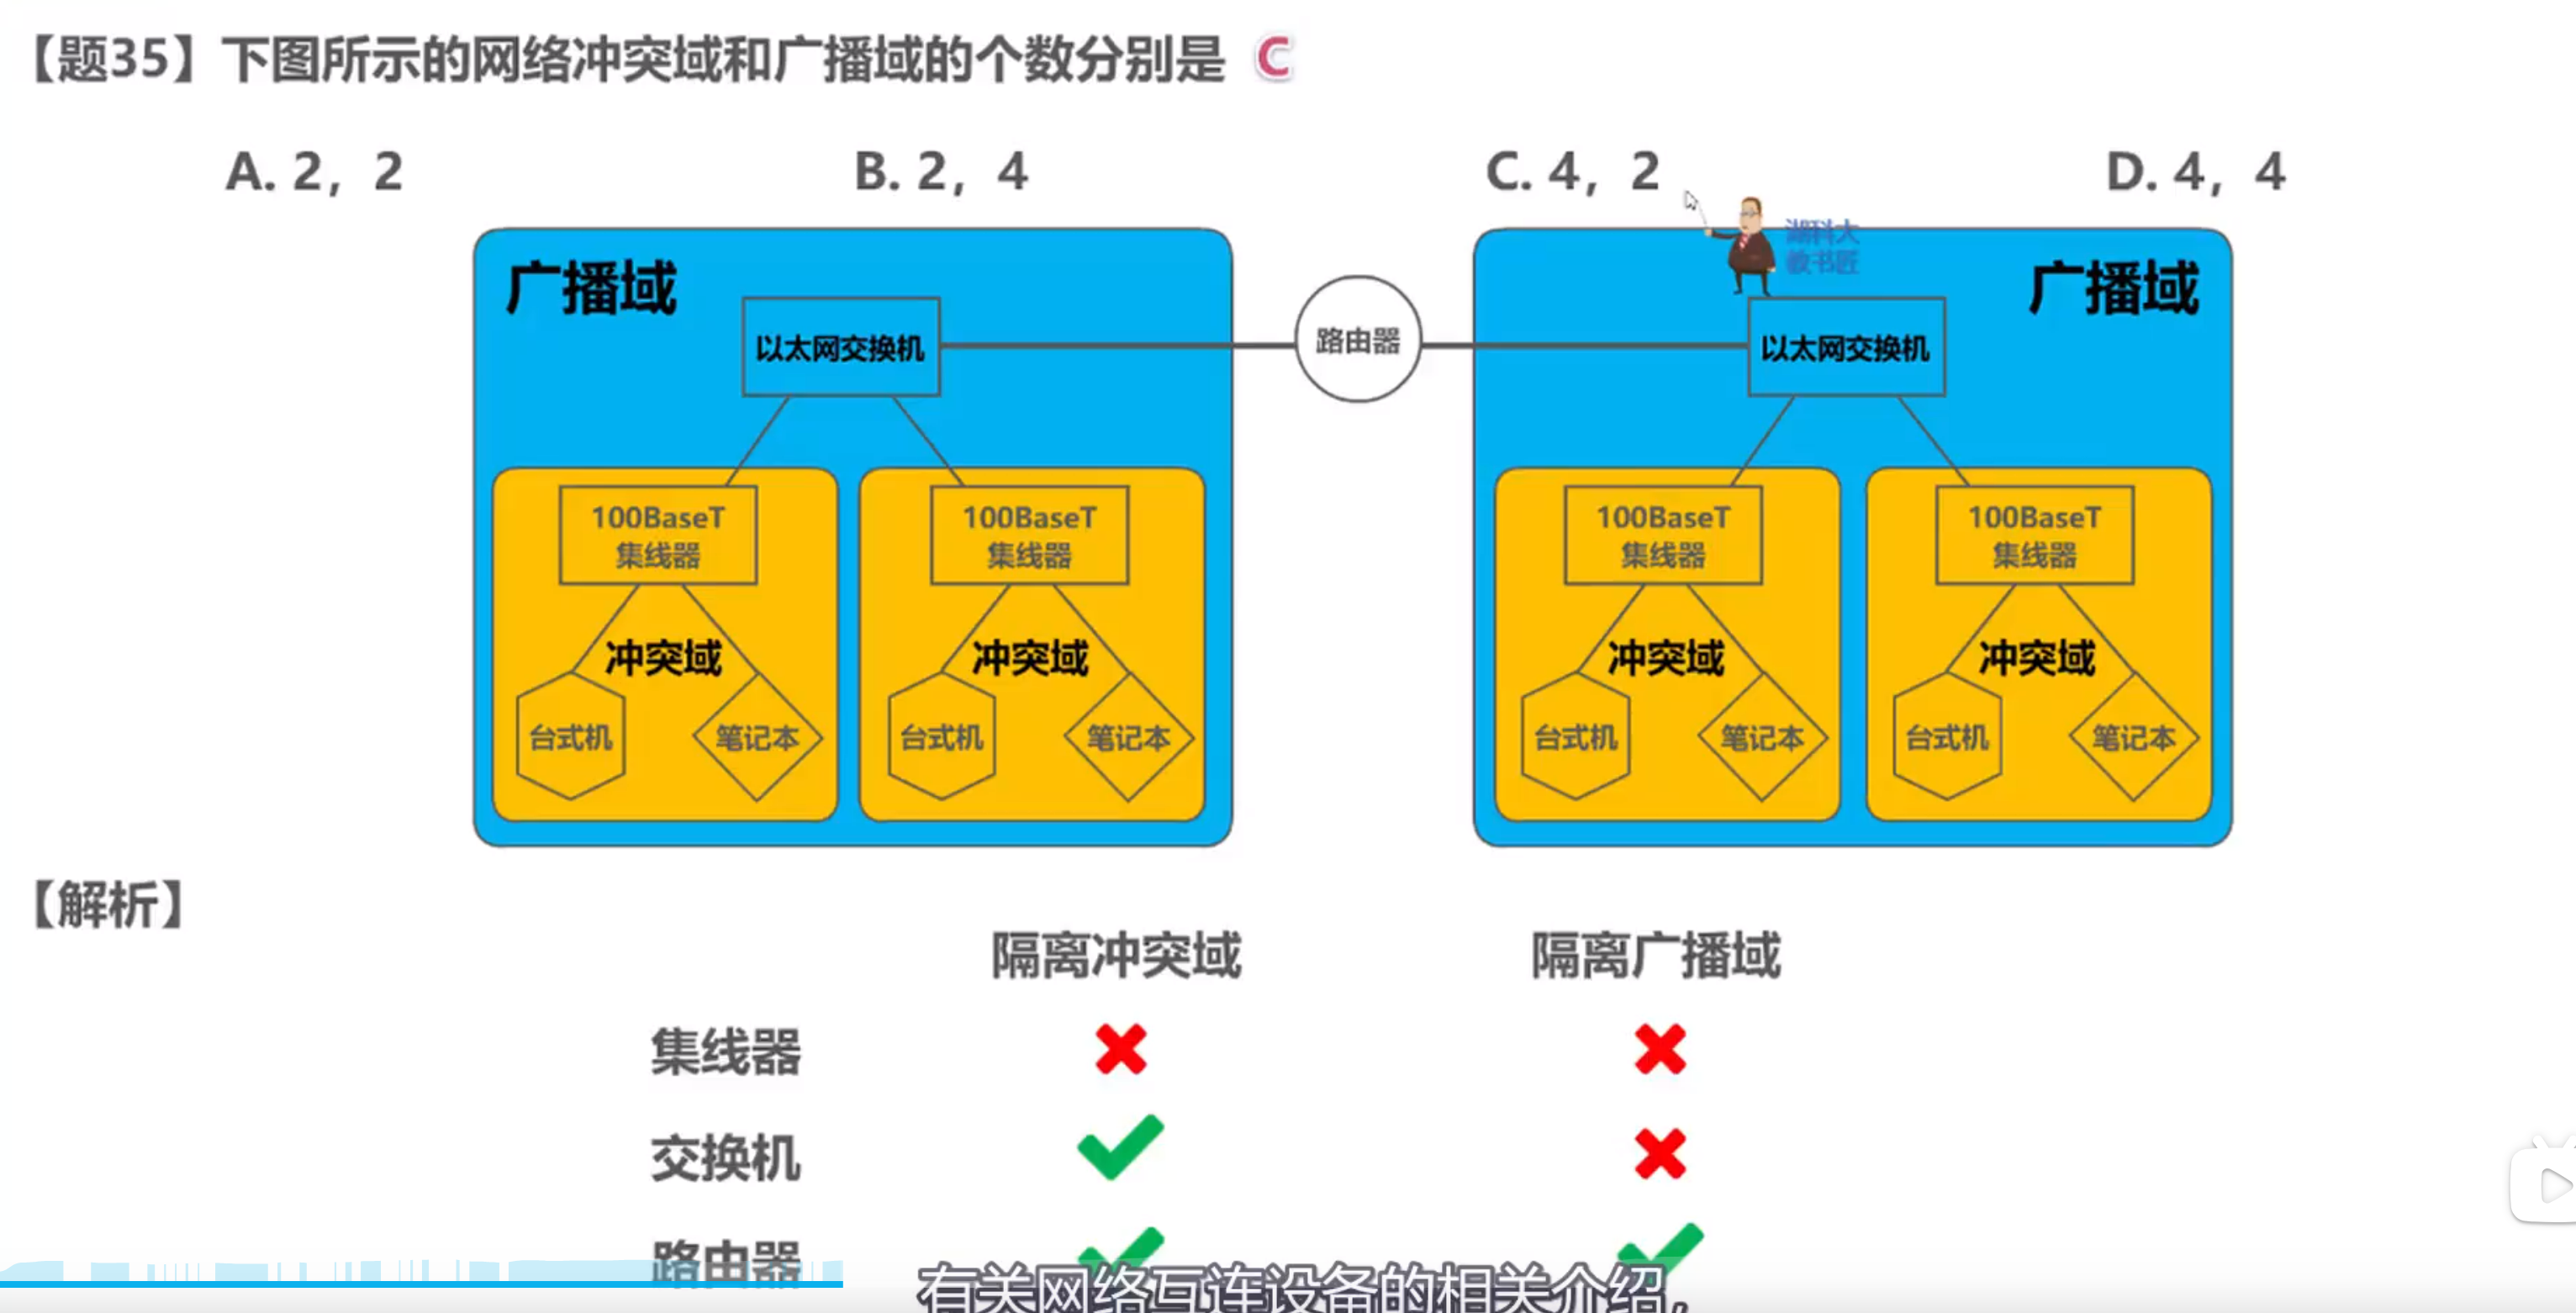 【题35】下图所示的网络冲突域和广播域的个数分别是 C
A. 2，2
B. 2，4
C. 4，2
D. 4，4
湖科大
教书匠
广播域
以太网交换机
路由器
广播域
以太网交换机
100BaseT
集线器
100BaseT
集线器
100BaseT
集线器
100BaseT
集线器
冲突域
冲突域
冲突域
冲突域
台式机
笔记本
台式机
笔记本
台式机
笔记本
台式机
笔记本
【解析】
隔离冲突域
隔离广播域
集线器
交换机
路由器
有关网络互连设备的相关介绍，